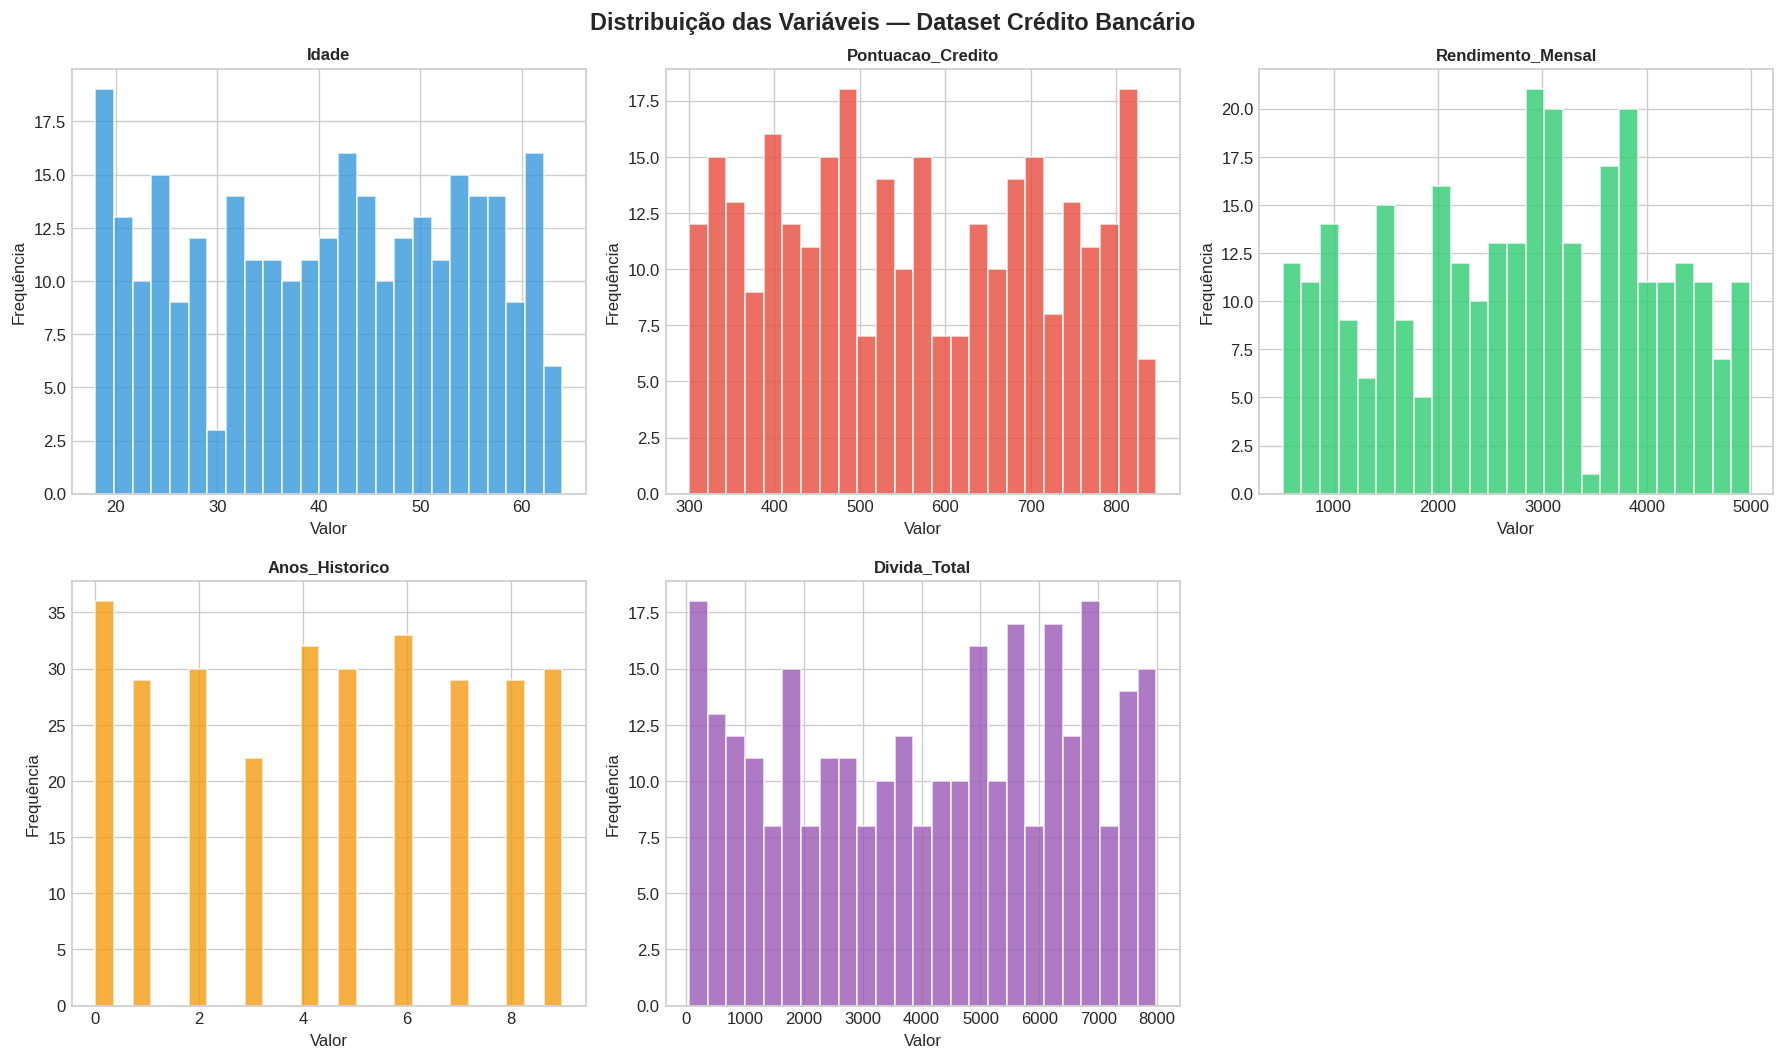 Distribuição das Variáveis — Dataset Crédito Bancário
Idade
17.5
15.0
12.5
10.0
7.5
5.0
2.5
0.0
Frequência
20 30 40 50 60
Valor
Pontuacao_Credito
17.5
15.0
12.5
10.0
7.5
5.0
2.5
0.0
Frequência
300 400 500 600 700 800
Valor
Rendimento_Mensal
20.0
17.5
15.0
12.5
10.0
7.5
5.0
2.5
0.0
Frequência
1000 2000 3000 4000 5000
Valor
Anos_Historico
35
30
25
20
15
10
5
0
Frequência
0 2 4 6 8
Valor
Divida_Total
17.5
15.0
12.5
10.0
7.5
5.0
2.5
0.0
Frequência
0 1000 2000 3000 4000 5000 6000 7000 8000
Valor